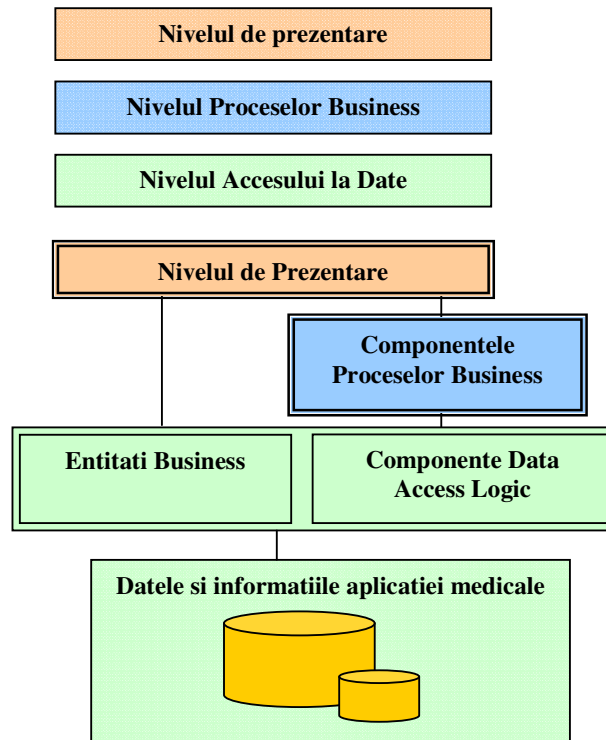 Nivelul de prezentare
Nivelul Proceselor Business
Nivelul Accesului la Date
Nivelul de Prezentare
Componentele
Proceselor Business
Entitati Business
Componente Data
Access Logic
Datele si informatiile aplicatiei medicale